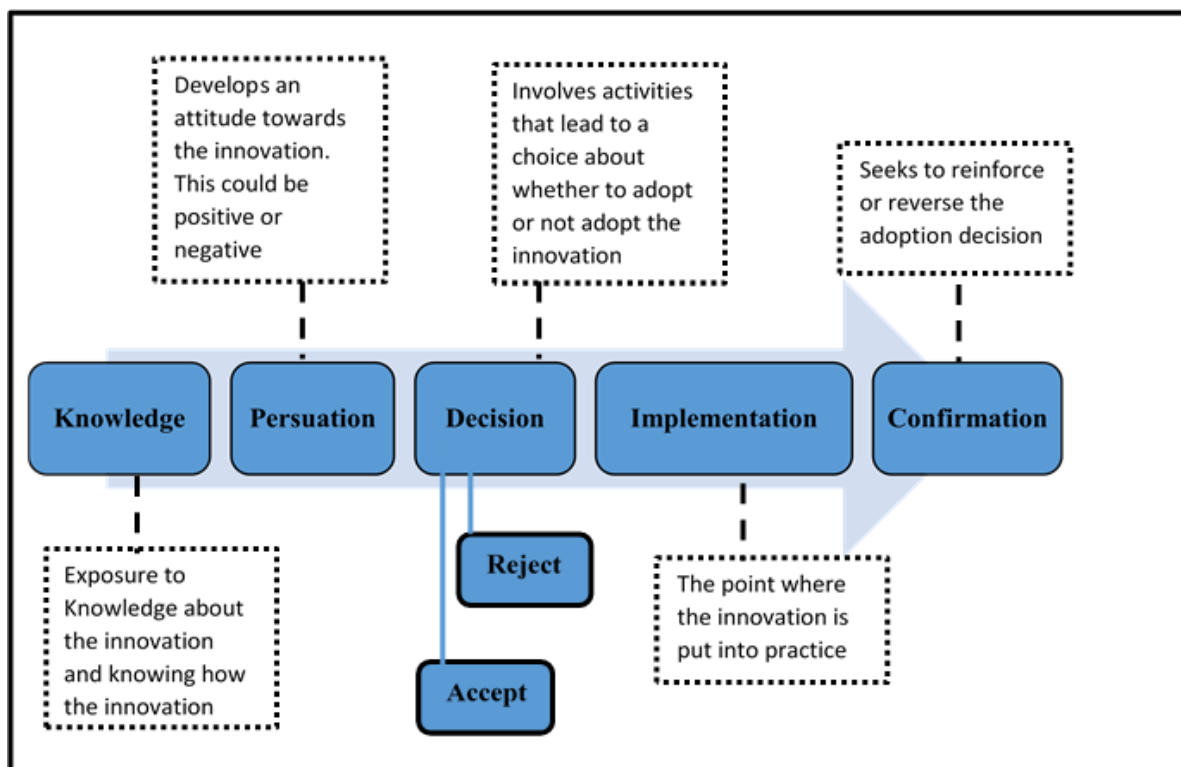 Develops an
attitude towards
the innovation.
This could be
positive or
negative
Involves activities
that lead to a
choice about
whether to adopt
or not adopt the
innovation
Seeks to reinforce
or reverse the
adoption decision
Knowledge
Persuation
Decision
Implementation
Confirmation
Reject
Accept
Exposure to
Knowledge about
the innovation
and knowing how
the innovation
The point where
the innovation is
put into practice